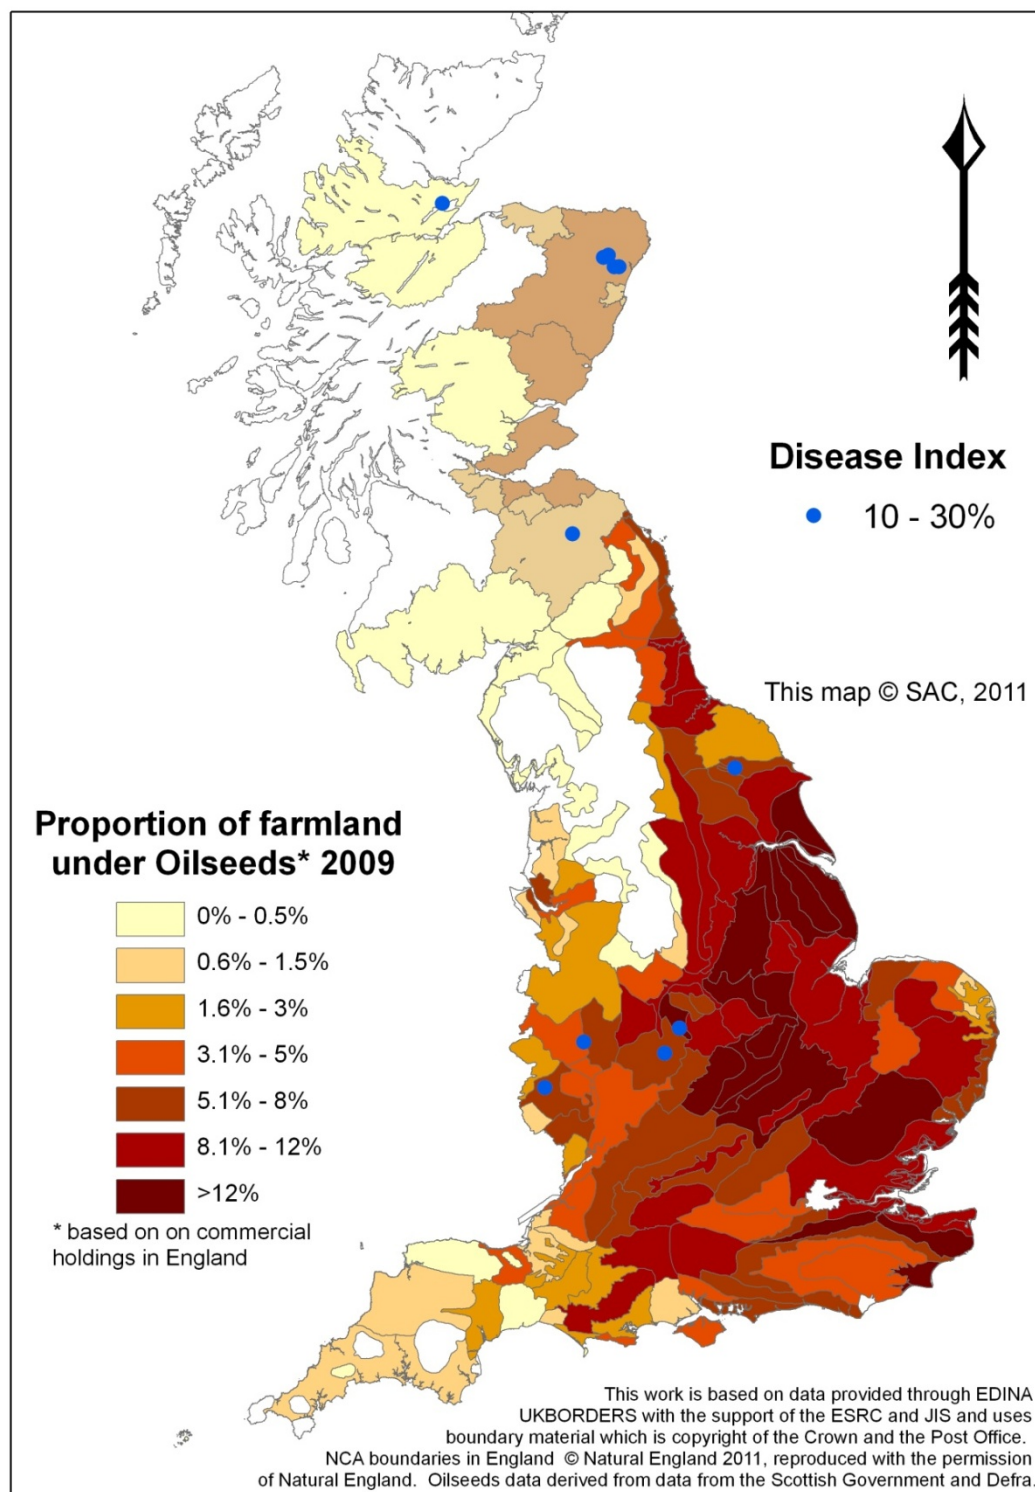 Disease Index
10 - 30%
This map © SAC, 2011
Proportion of farmland
under Oilseeds* 2009
0% - 0.5%
0.6% - 1.5%
1.6% - 3%
3.1% - 5%
5.1% - 8%
8.1% - 12%
>12%
* based on on commercial
holdings in England
This work is based on data provided through EDINA
UKBORDERS with the support of the ESRC and JIS and uses
boundary material which is copyright of the Crown and the Post Office.
NCA boundaries in England © Natural England 2011, reproduced with the permission
of Natural England. Oilseeds data derived from data from the Scottish Government and Defra.